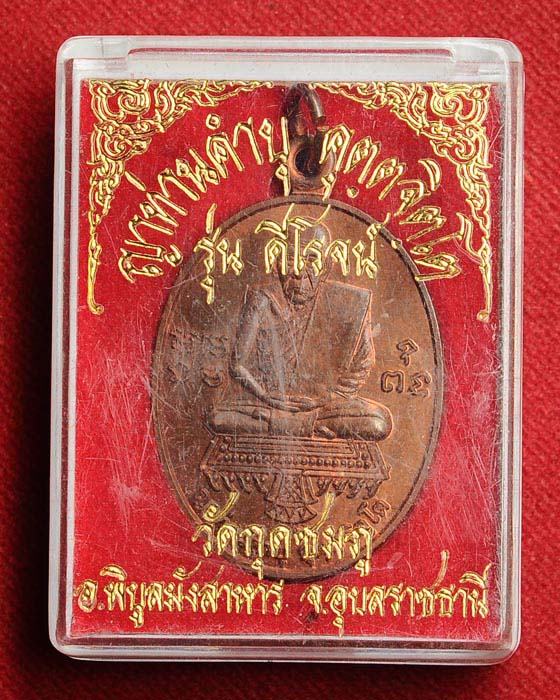 ญาท่านคำบุ คุตฺตจิตฺโต
รุ่น ดีโรจน์
วัดกุดชมภู
อ.พิบูลมังสาหาร จ.อุบลราชธานี